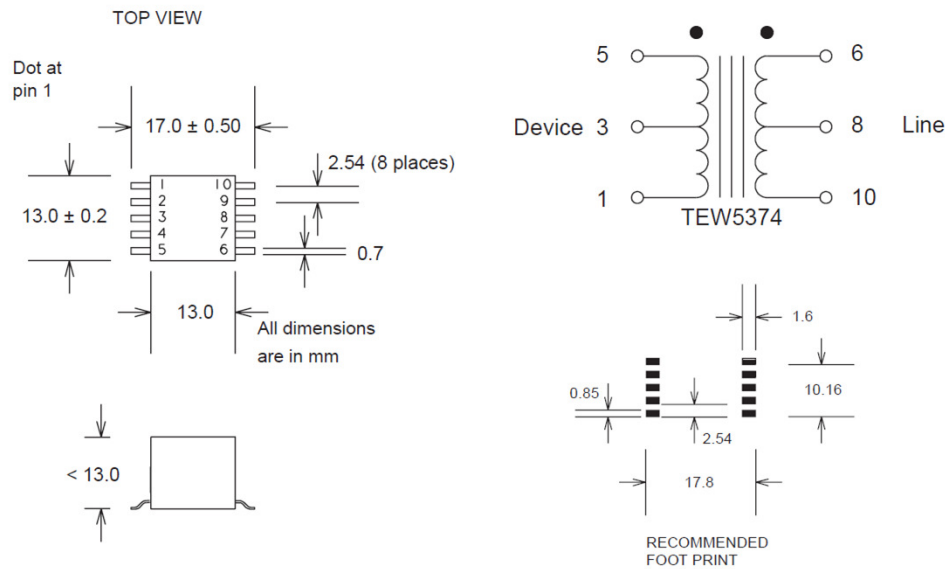 TOP VIEW
Dot at
pin 1
17.0 ± 0.50
2.54 (8 places)
13.0 ± 0.2
1 10
2 9
3 8
4 7
5 6
0.7
13.0
All dimensions
are in mm
< 13.0
5 6
Device 3 8 Line
1 10
TEW5374
1.6
0.85
10.16
2.54
17.8
RECOMMENDED
FOOT PRINT